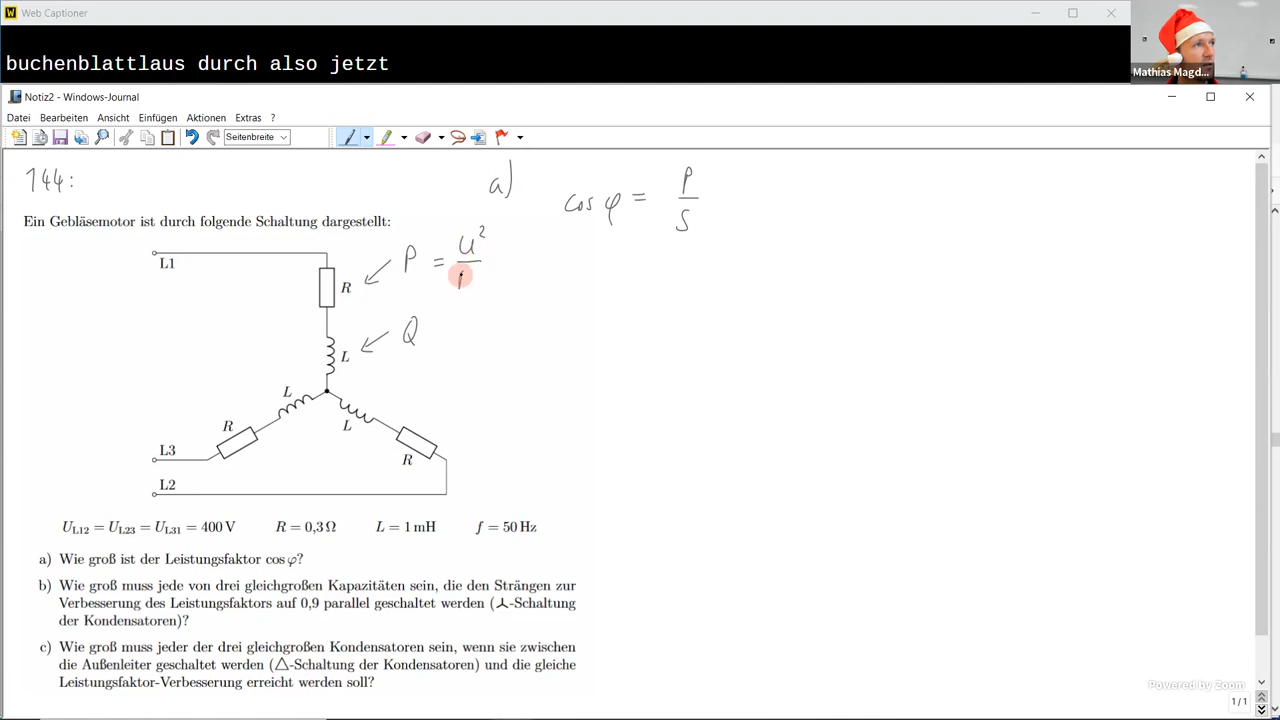 Web Captioner
buchenblattlaus durch also jetzt
Mathias Magd...
Notiz2 - Windows-Journal
Datei Bearbeiten Ansicht Einfügen Aktionen Extras ?
Seitenbreite
144:
a) cos φ = P / S
Ein Gebläsemotor ist durch folgende Schaltung dargestellt:
P = U²
L1
R
Q
L
L
R
L
R
L3
L2
U_L12 = U_L23 = U_L31 = 400 V R = 0,3 Ω L = 1 mH f = 50 Hz
a) Wie groß ist der Leistungsfaktor cos φ?
b) Wie groß muss jede von drei gleichgroßen Kapazitäten sein, die den Strängen zur
Verbesserung des Leistungsfaktors auf 0,9 parallel geschaltet werden (⅄-Schaltung
der Kondensatoren)?
c) Wie groß muss jeder der drei gleichgroßen Kondensatoren sein, wenn sie zwischen
die Außenleiter geschaltet werden (△-Schaltung der Kondensatoren) und die gleiche
Leistungsfaktor-Verbesserung erreicht werden soll?
Powered by Zoom
1/1